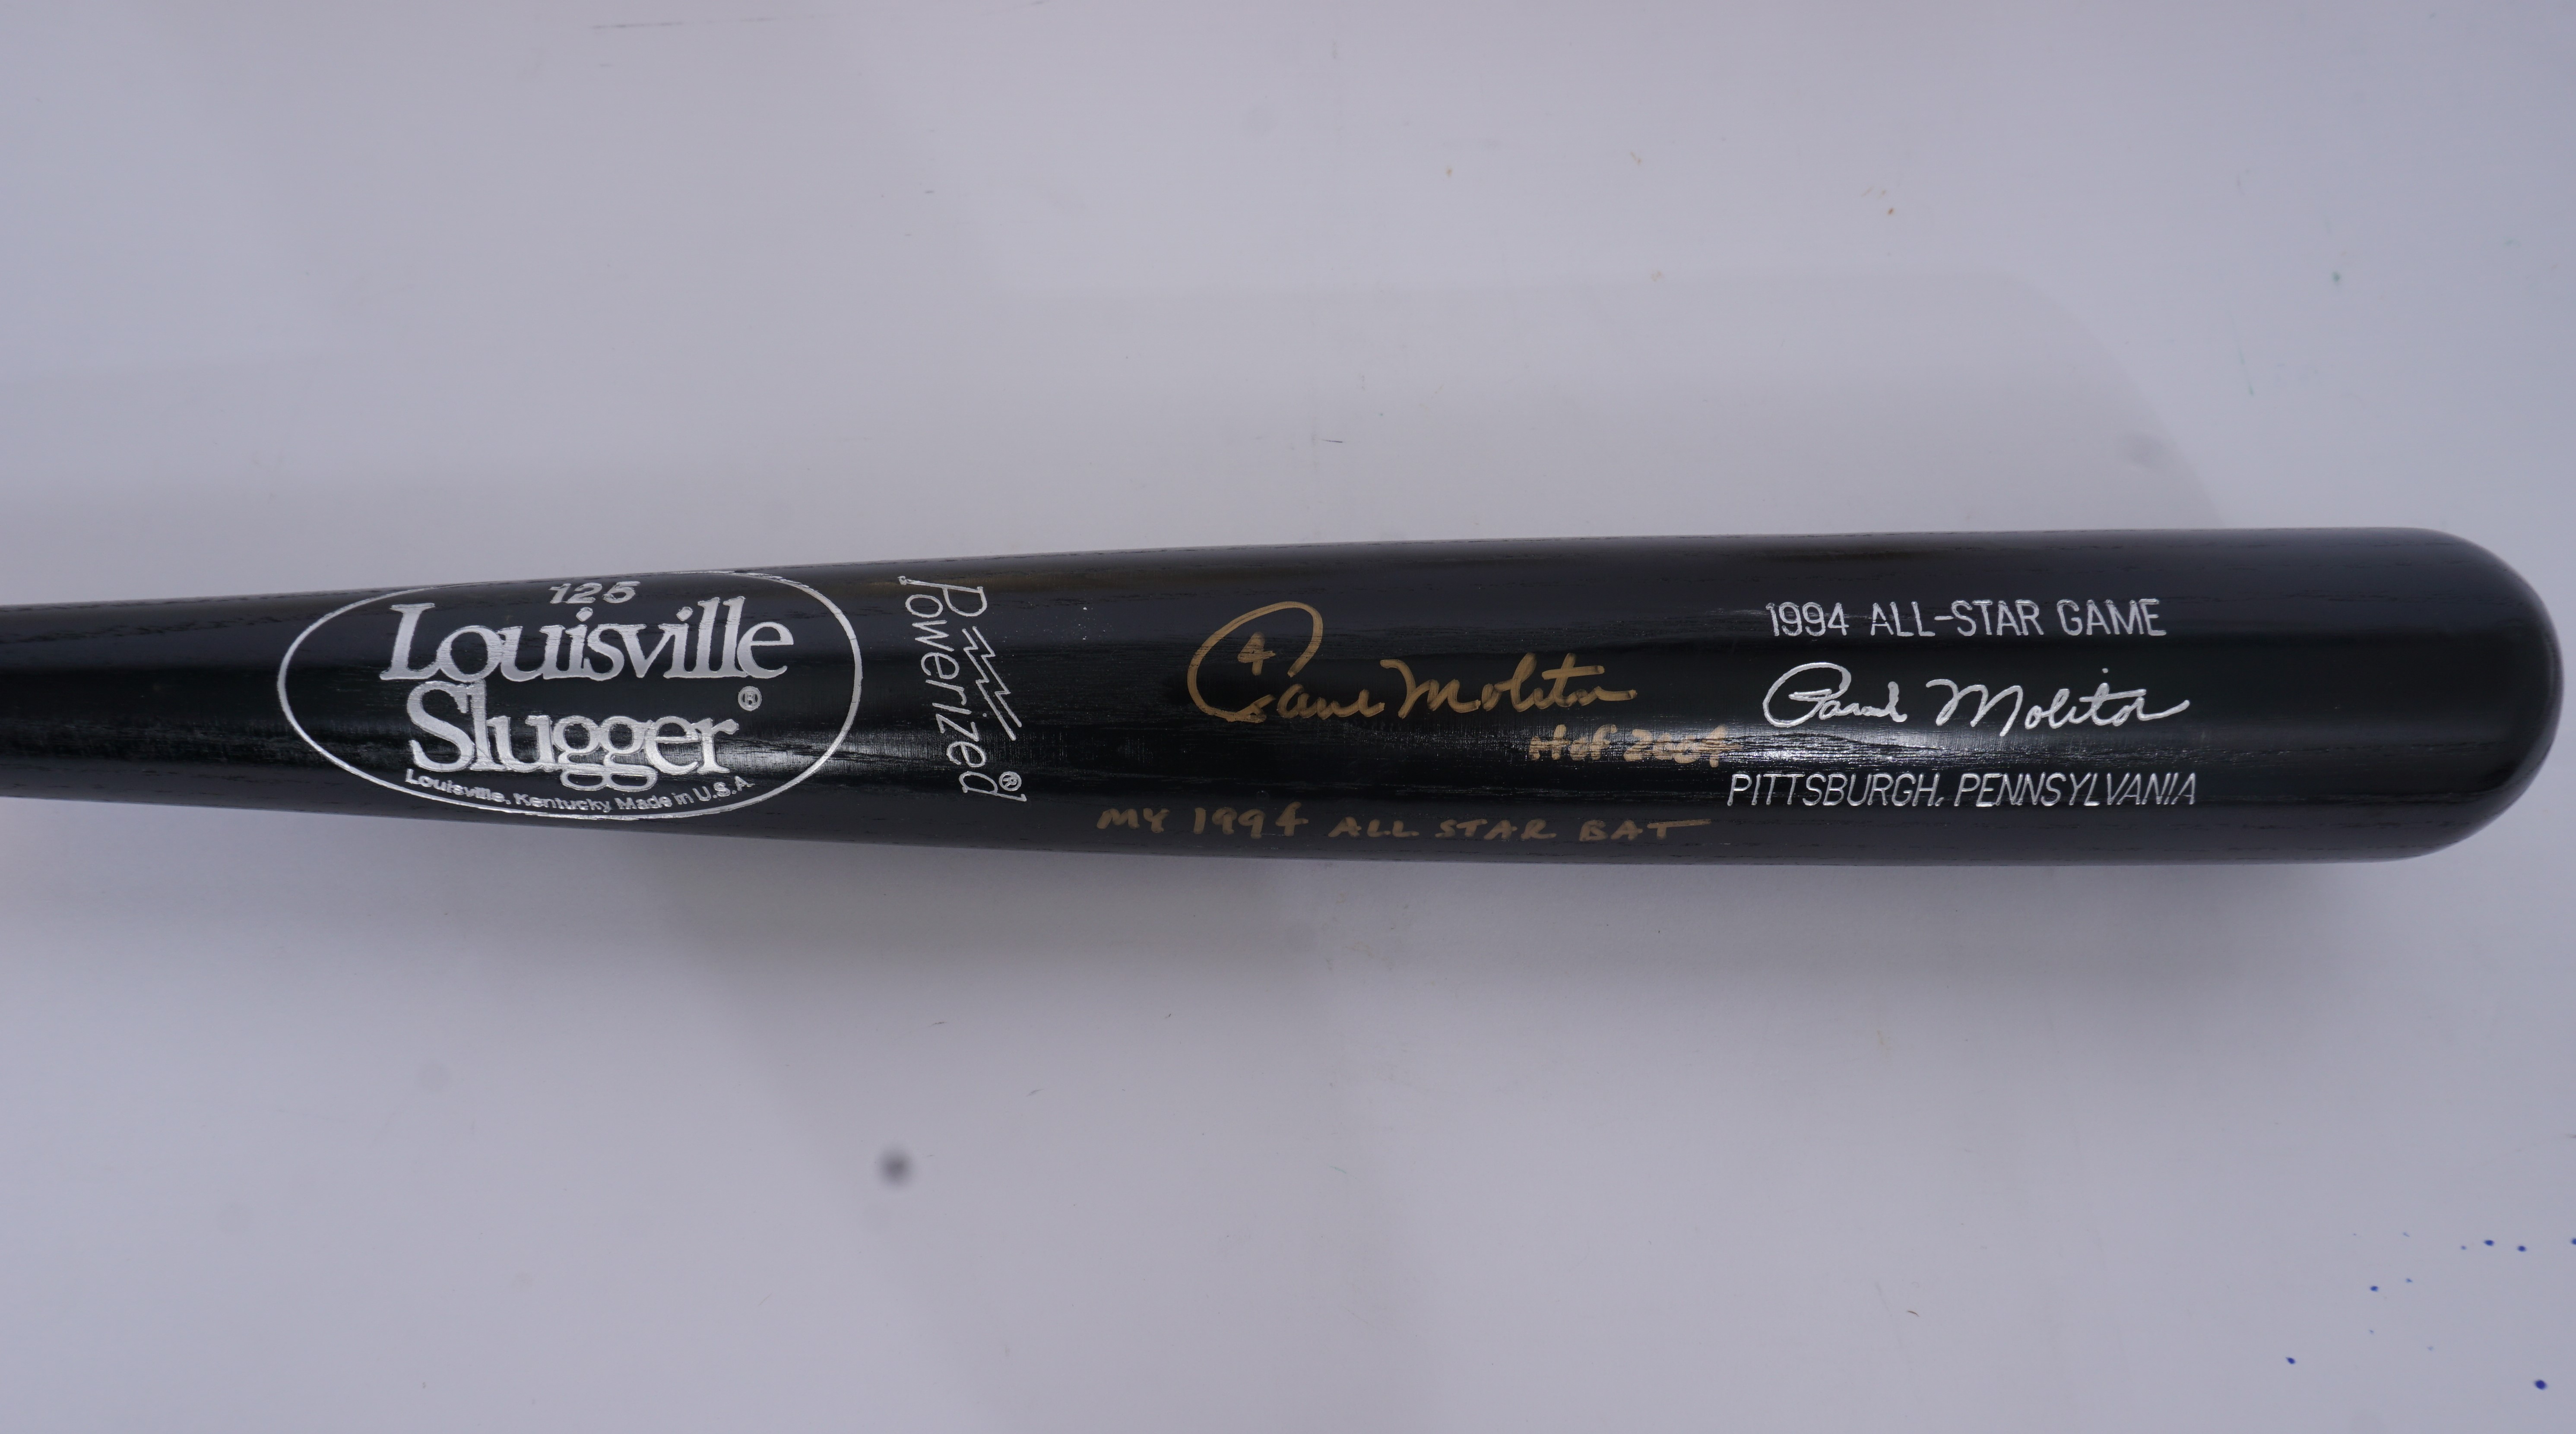 125
Louisville
Slugger®
Louisville, Kentucky Made in U.S.A
Powerized®
4
Paul Molitor
HOF 2004
MY 1994 ALL STAR BAT
1994 ALL-STAR GAME
Paul Molitor
PITTSBURGH, PENNSYLVANIA